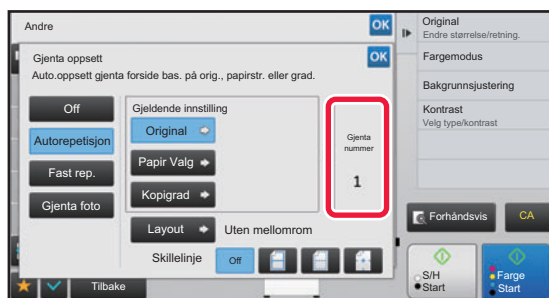 Andre
OK
Gjenta oppsett
OK
Auto.oppsett gjenta forside bas. på orig., papirstr. eller grad.
Off
Autorepetisjon
Fast rep.
Gjenta foto
Gjeldende innstilling
Original
Papir Valg
Kopigrad
Gjenta
nummer
1
Layout
Uten mellomrom
Skillelinje
Off
Tilbake
Original
Endre størrelse/retning.
Fargemodus
Bakgrunnsjustering
Kontrast
Velg type/kontrast
Forhåndsvis
CA
S/H
Start
Farge
Start